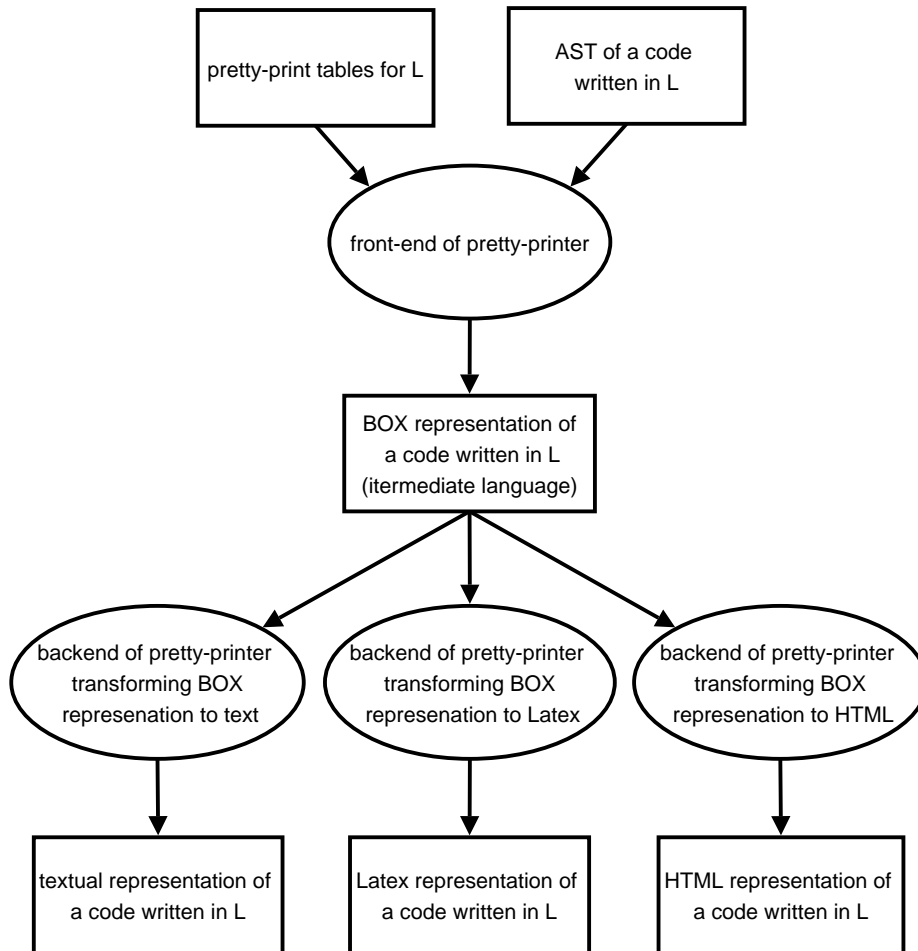 pretty-print tables for L
AST of a code
written in L
front-end of pretty-printer
BOX representation of
a code written in L
(itermediate language)
backend of pretty-printer
transforming BOX
represenation to text
backend of pretty-printer
transforming BOX
represenation to Latex
backend of pretty-printer
transforming BOX
represenation to HTML
textual representation of
a code written in L
Latex representation of
a code written in L
HTML representation of
a code written in L